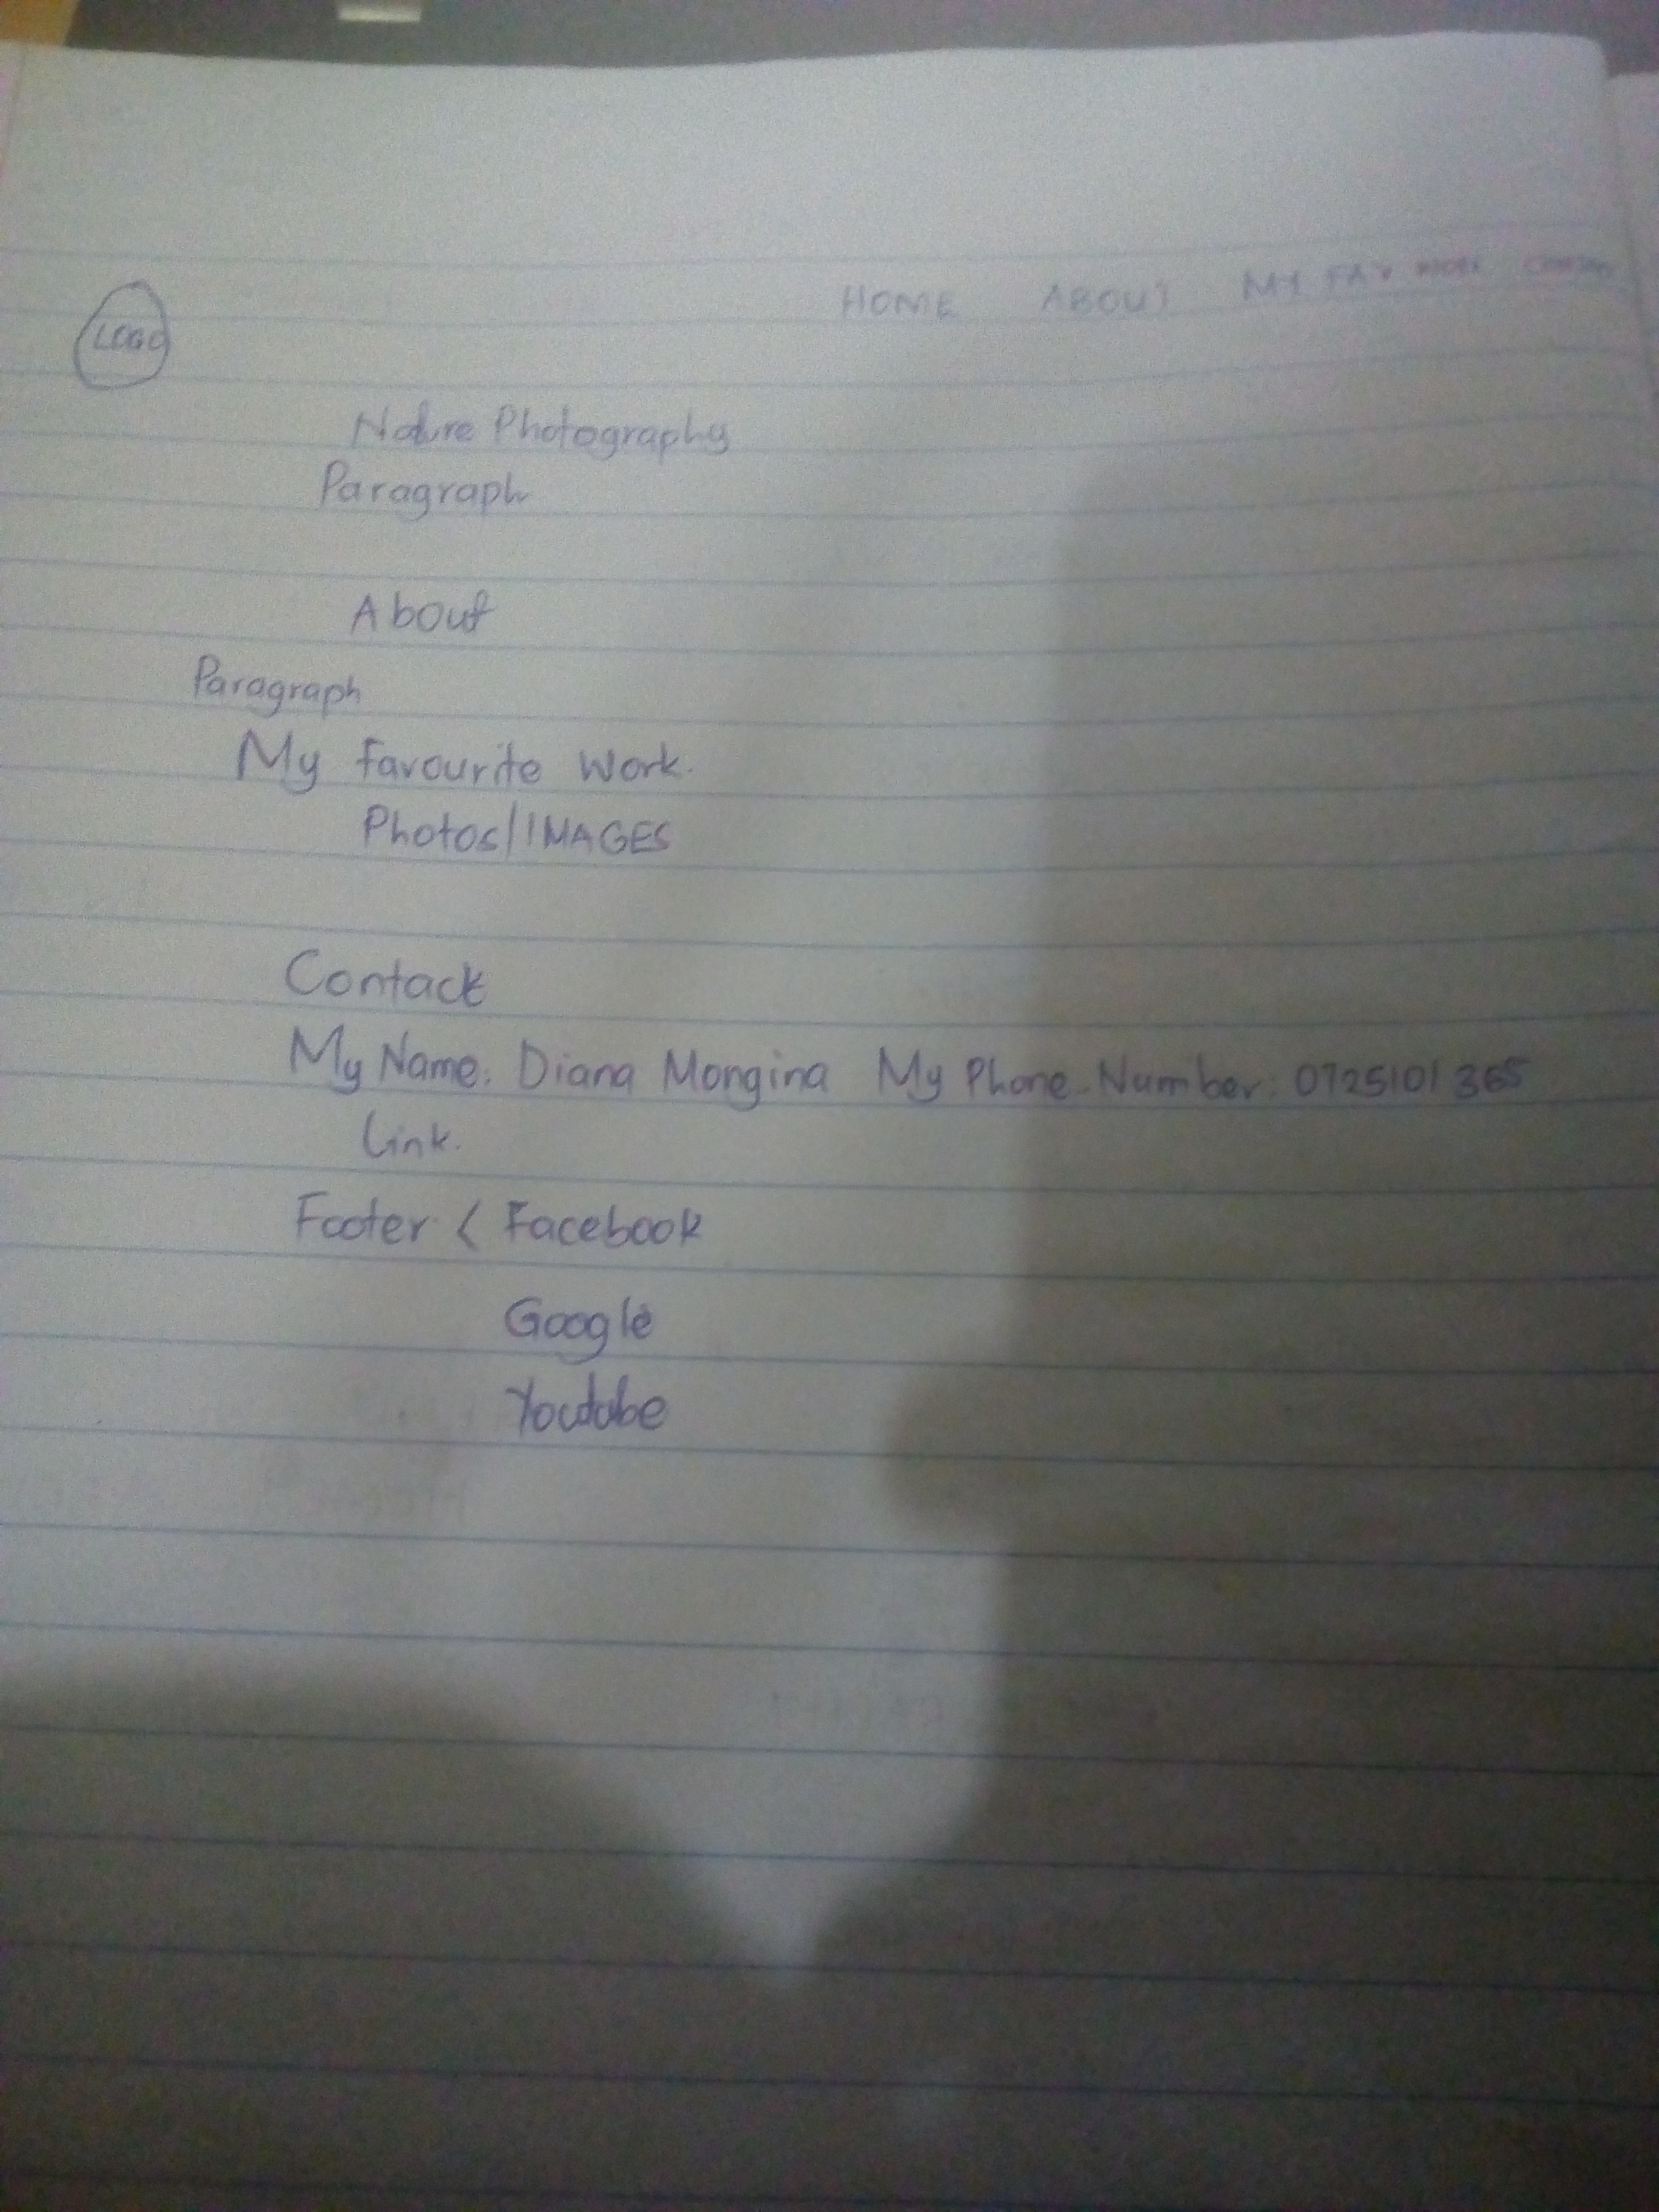 HOME ABOUT MY FAV WORK
LOGO
Nature Photography
Paragraph
About
Paragraph
My Favourite Work.
Photos/IMAGES
Contact
My Name: Diana Mongina My Phone Number: 0725101365
Link.
Footer < Facebook
Google
Youtube